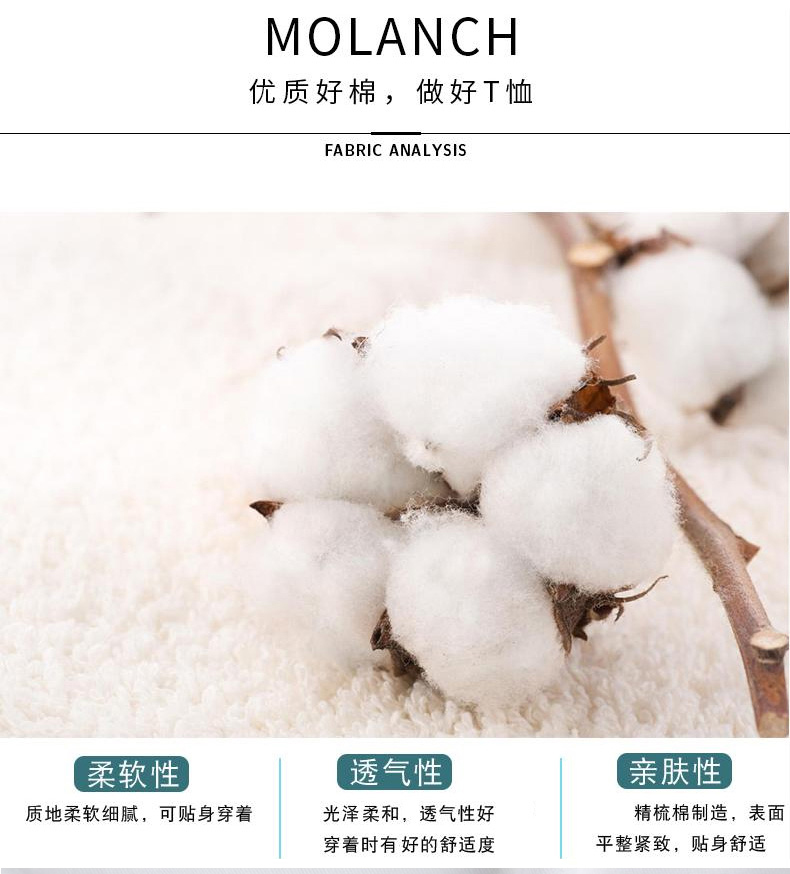 MOLANCH
优质好棉，做好T恤
FABRIC ANALYSIS
柔软性
质地柔软细腻，可贴身穿着
透气性
光泽柔和，透气性好
穿着时有好的舒适度
亲肤性
精梳棉制造，表面
平整紧致，贴身舒适